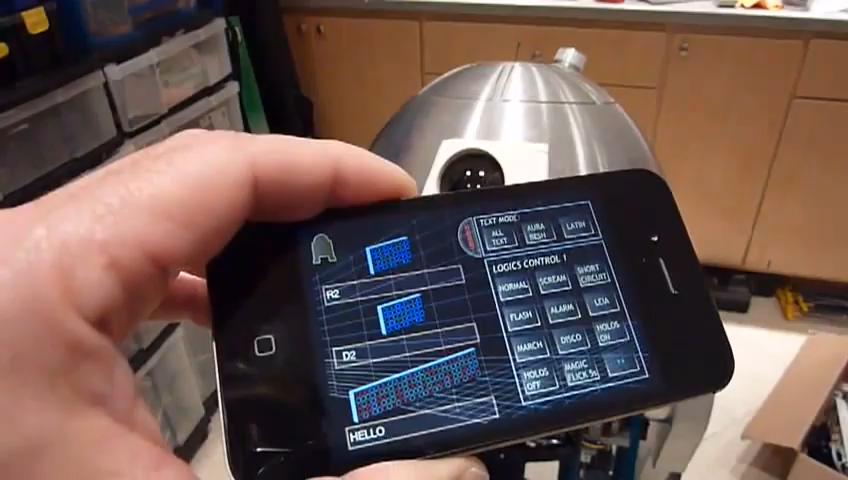 TEXT MODE
ALL TEXT
AURA BESH
LATIN
R2
D2
HELLO
LOGICS CONTROL 1
NORMAL
SCREAM
SHORT CIRCUIT
FLASH
ALARM
LEIA
MARCH
DISCO
HOLOS ON
HOLOS OFF
MAGIC FLICK 5s